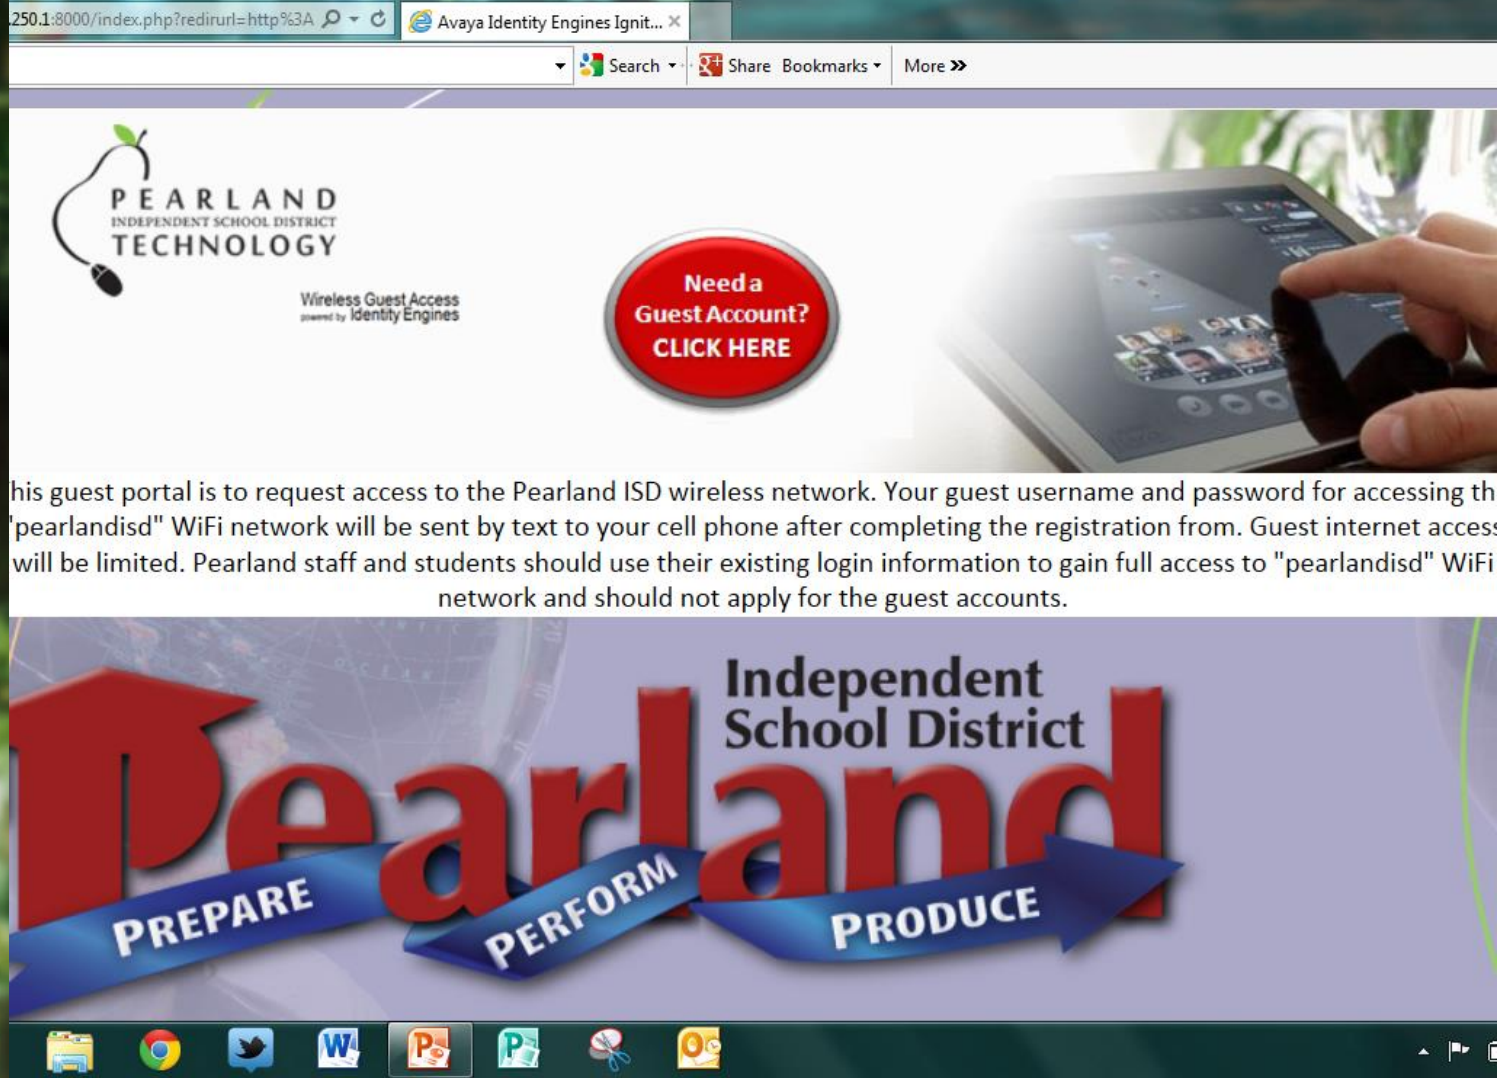 .250.1:8000/index.php?redirurl=http%3A
Avaya Identity Engines Ignit...
Search
Share Bookmarks
More
PEARLAND
INDEPENDENT SCHOOL DISTRICT
TECHNOLOGY
Wireless Guest Access
powered by Identity Engines
Need a
Guest Account?
CLICK HERE
his guest portal is to request access to the Pearland ISD wireless network. Your guest username and password for accessing th
"pearlandisd" WiFi network will be sent by text to your cell phone after completing the registration from. Guest internet access
will be limited. Pearland staff and students should use their existing login information to gain full access to "pearlandisd" WiFi
network and should not apply for the guest accounts.
Independent
School District
Pearland
PREPARE PERFORM PRODUCE